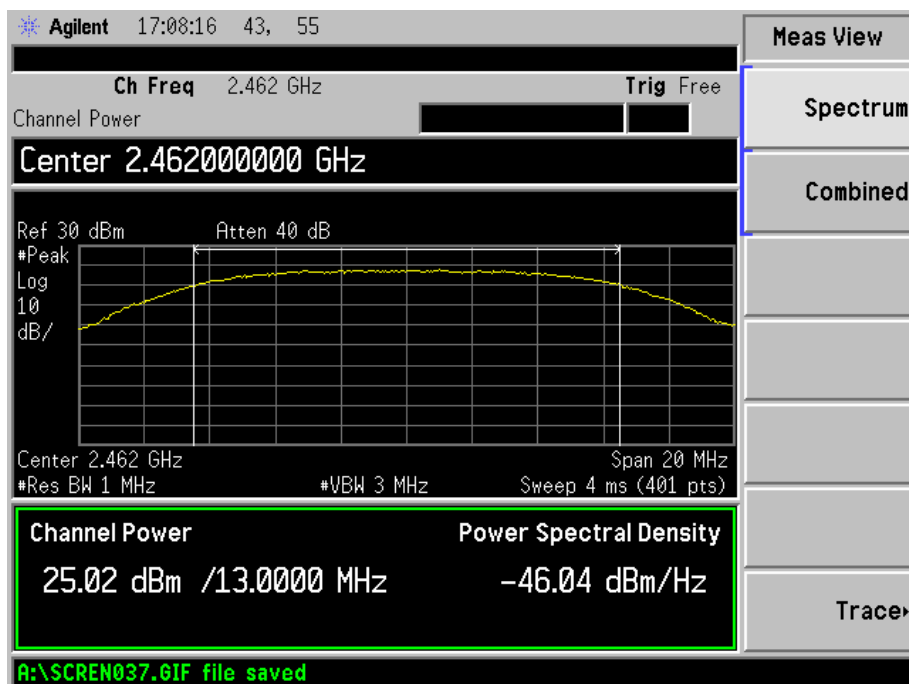 Agilent 17:08:16 43, 55
Meas View
Ch Freq 2.462 GHz Trig Free
Channel Power
Spectrum
Center 2.462000000 GHz
Combined
Ref 30 dBm Atten 40 dB
#Peak
Log
10
dB/
Center 2.462 GHz Span 20 MHz
#Res BW 1 MHz #VBW 3 MHz Sweep 4 ms (401 pts)
Channel Power Power Spectral Density
25.02 dBm /13.0000 MHz -46.04 dBm/Hz
Trace
A:\SCREN037.GIF file saved